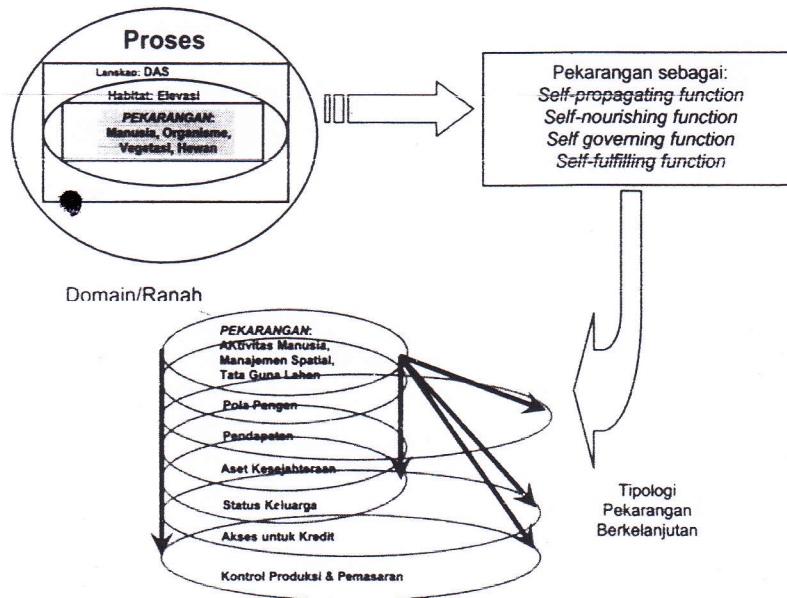 Proses
Lanskap: DAS
Habitat: Elevasi
PEKARANGAN:
Manusia, Organisme,
Vegetasi, Hewan
Pekarangan sebagai:
Self-propagating function
Self-nourishing function
Self governing function
Self-fulfilling function
Domain/Ranah
PEKARANGAN:
AKtivitas Manusia,
Manajemen Spatial,
Tata Guna Lahan
Pola Pangan
Pendapatan
Aset Kesejahteraan
Status Keluarga
Akses untuk Kredit
Kontrol Produksi & Pemasaran
Tipologi
Pekarangan
Berkelanjutan